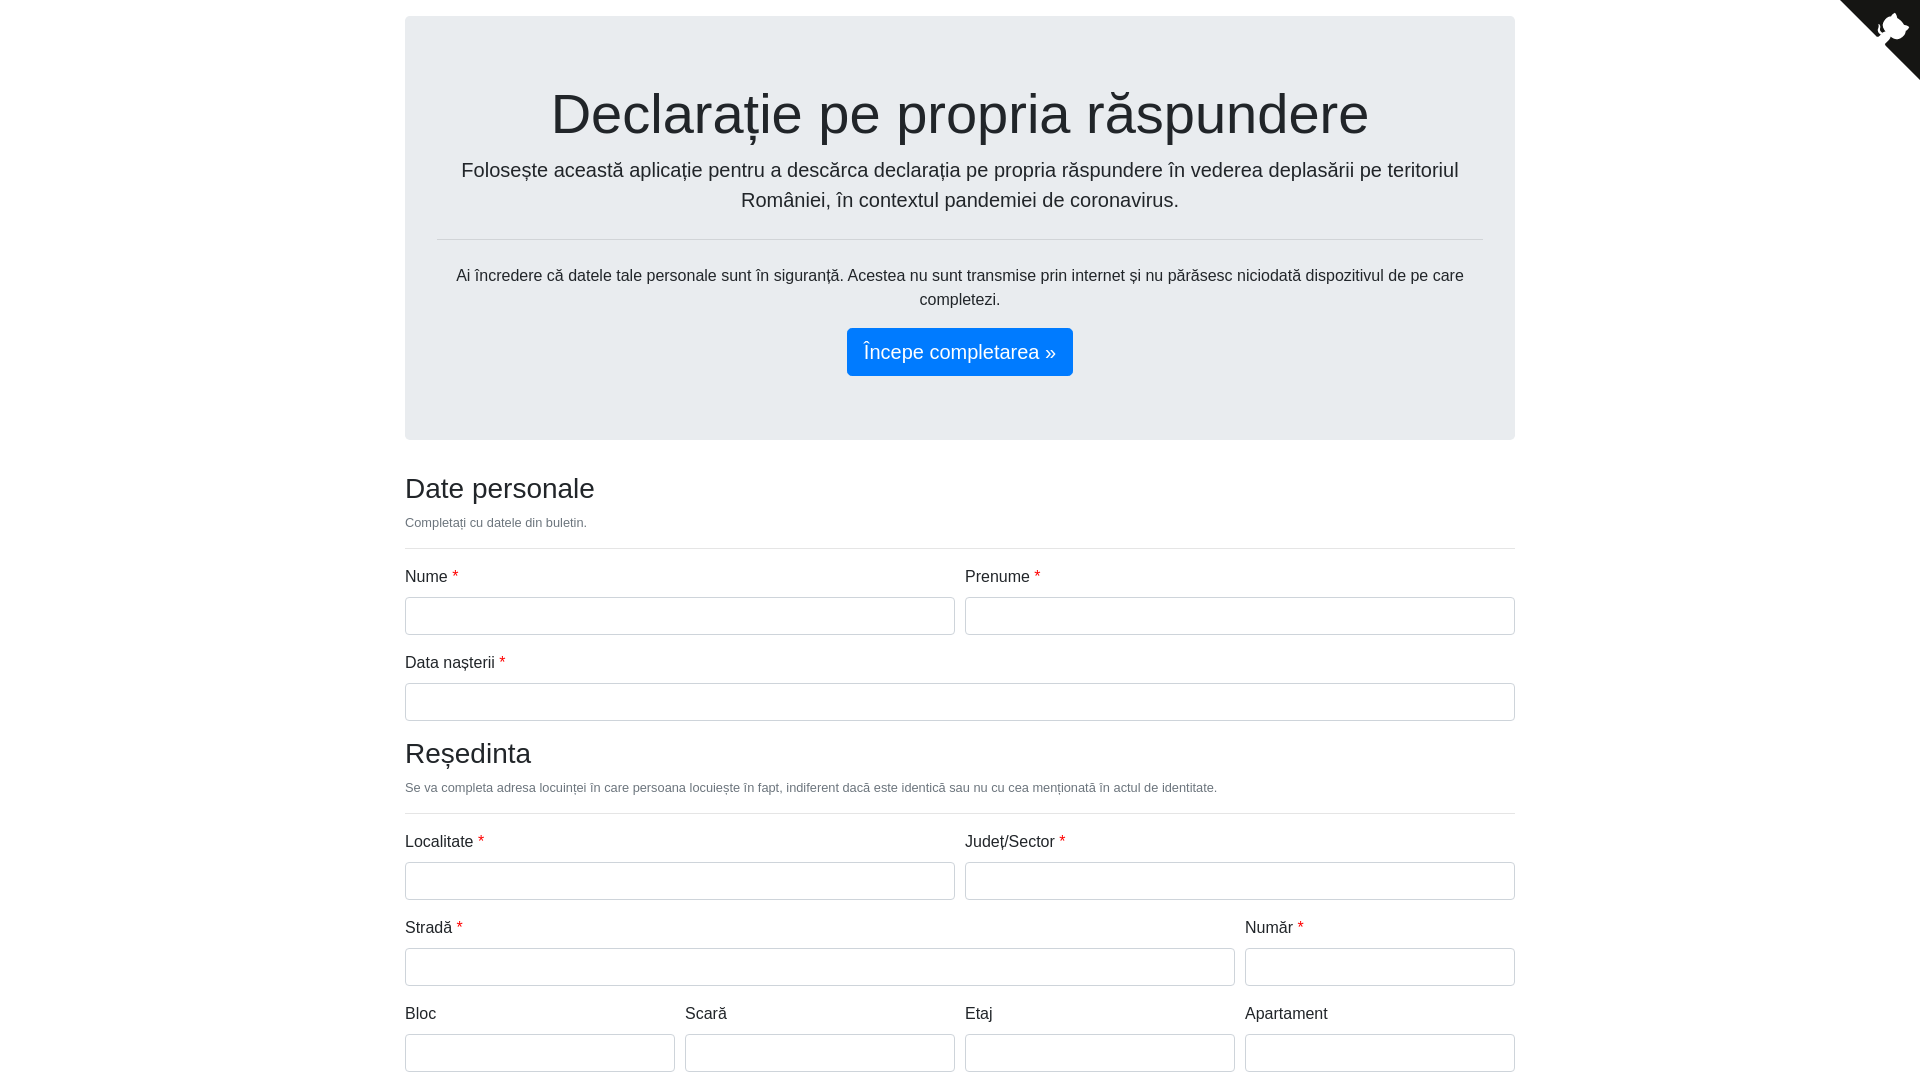 Declarație pe propria răspundere
Folosește această aplicație pentru a descărca declarația pe propria răspundere în vederea deplasării pe teritoriul
României, în contextul pandemiei de coronavirus.
Ai încredere că datele tale personale sunt în siguranță. Acestea nu sunt transmise prin internet și nu părăsesc niciodată dispozitivul de pe care
completezi.
Începe completarea »
Date personale
Completați cu datele din buletin.
Nume *
Prenume *
Data nașterii *
Reședinta
Se va completa adresa locuinței în care persoana locuiește în fapt, indiferent dacă este identică sau nu cu cea menționată în actul de identitate.
Localitate *
Județ/Sector *
Stradă *
Număr *
Bloc
Scară
Etaj
Apartament